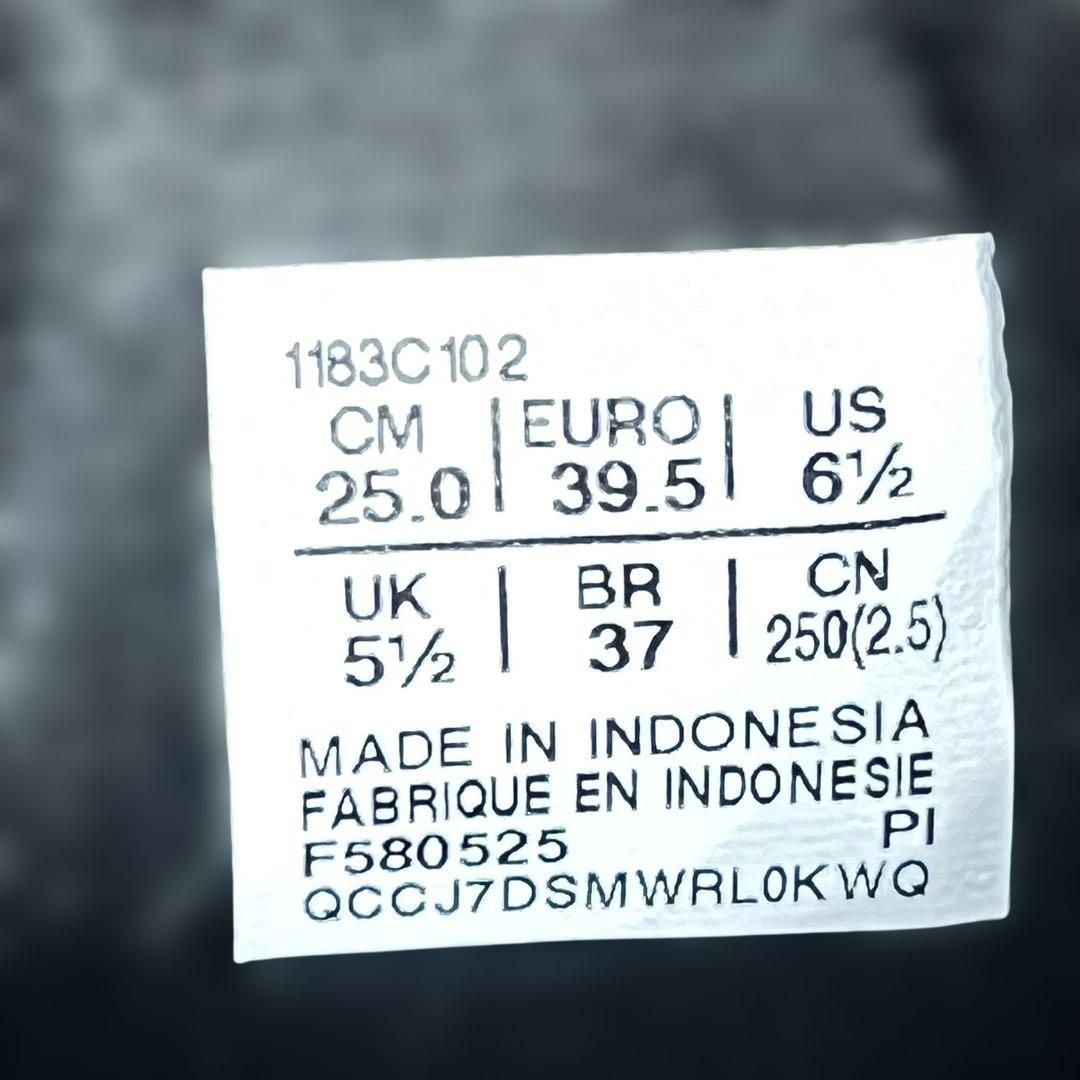 1183C102
CM | EURO | US
25.0 | 39.5 | 6½
UK | BR | CN
5½ | 37 | 250(2.5)
MADE IN INDONESIA
FABRIQUE EN INDONESIE
F580525 PI
QCCJ7DSMWRL0KWQ